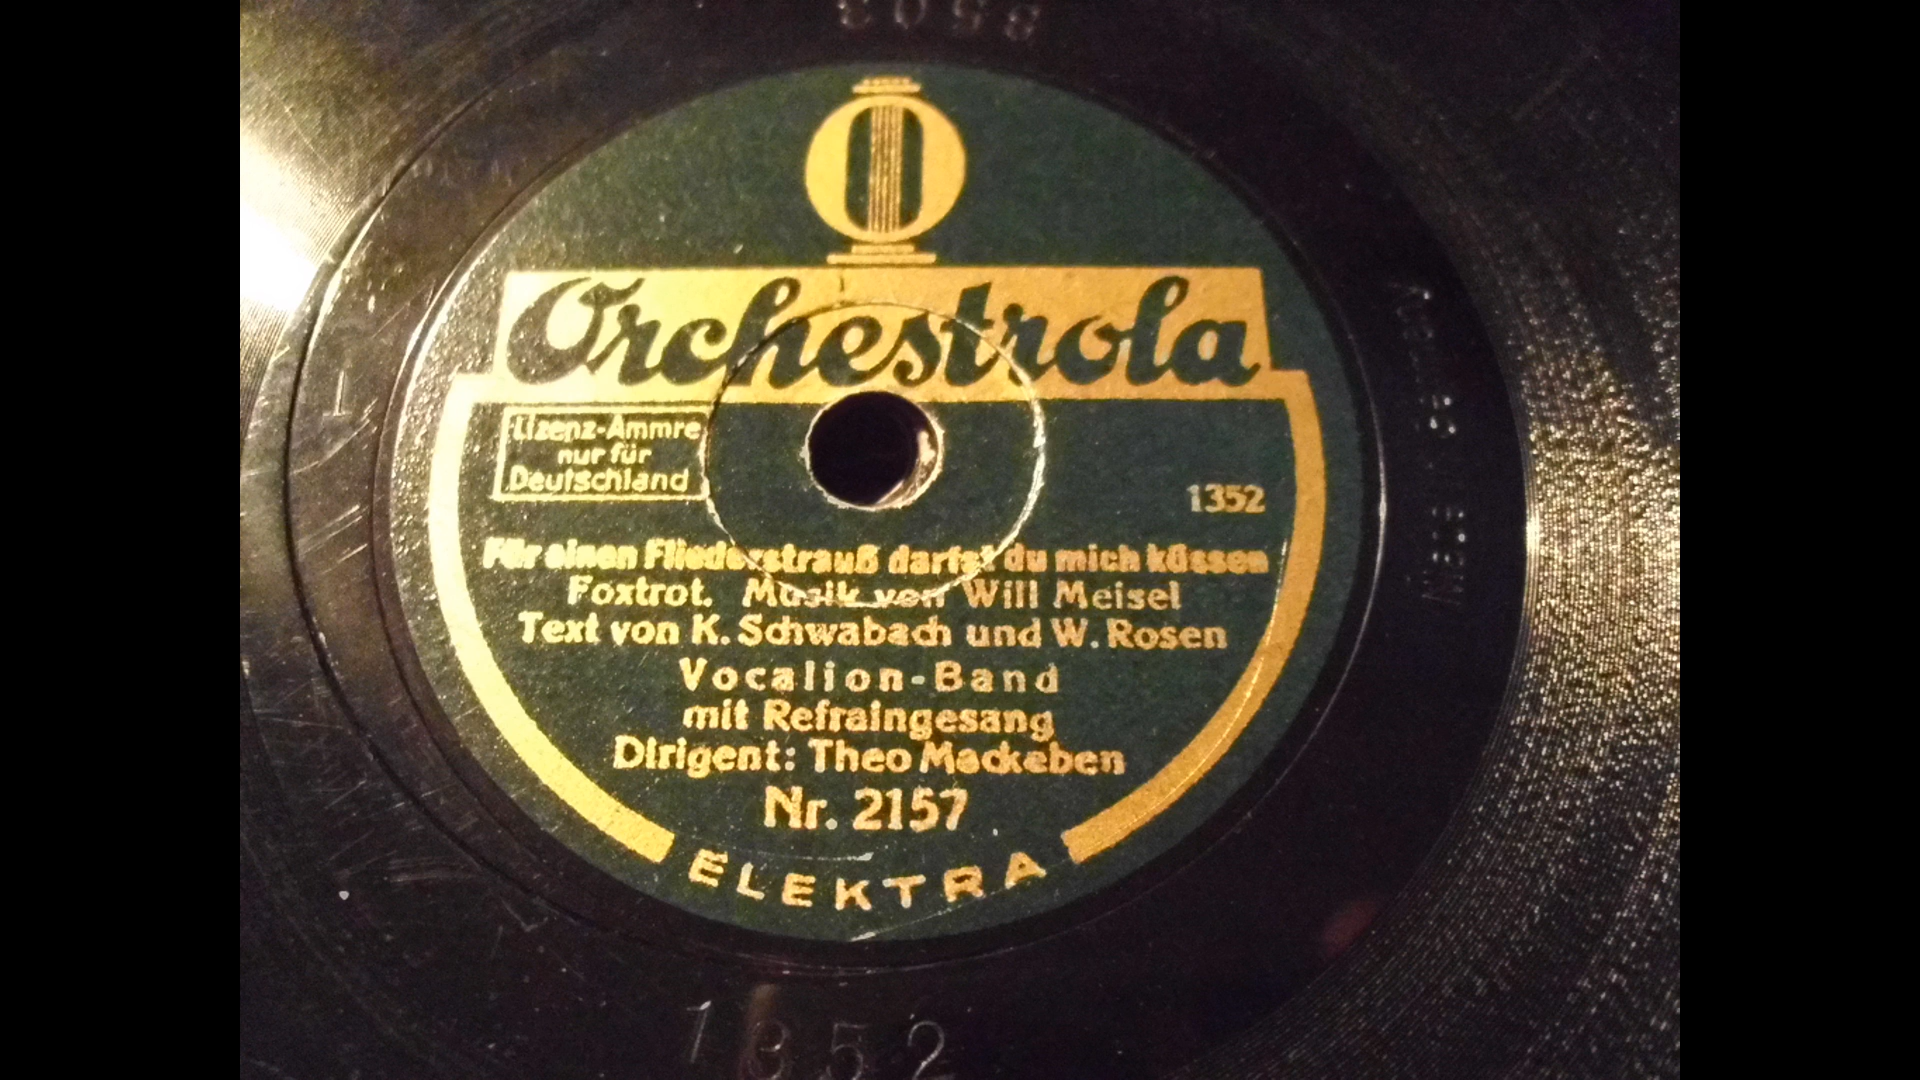 Orchestrola
Lizenz-Ammre
nur für
Deutschland
1352
Für einen Fliederstrauß darfst du mich küssen
Foxtrot. Musik von Will Meisel
Text von K. Schwabach und W. Rosen
Vocalion-Band
mit Refraingesang
Dirigent: Theo Mackeben
Nr. 2157
ELEKTRA
1352